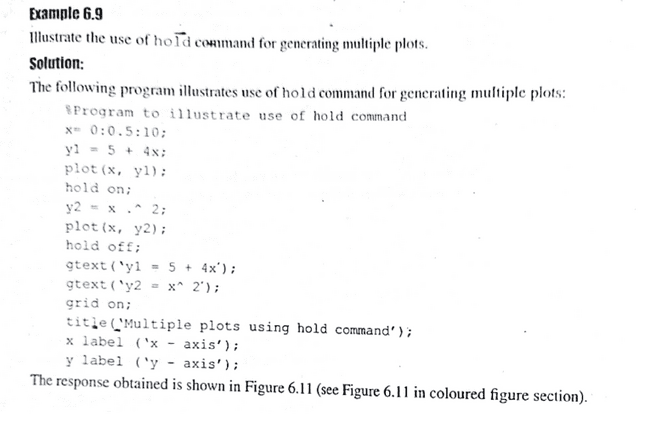 Example 6.9
Illustrate the use of hold command for generating multiple plots.
Solution:
The following program illustrates use of hold command for generating multiple plots:
%Program to illustrate use of hold command
x= 0:0.5:10;
y1 = 5 + 4x;
plot(x, y1);
hold on;
y2 = x .^ 2;
plot(x, y2);
hold off;
gtext(‘y1 = 5 + 4x’);
gtext(‘y2 = x^ 2’);
grid on;
title(‘Multiple plots using hold command’);
x label (‘x - axis’);
y label (‘y - axis’);
The response obtained is shown in Figure 6.11 (see Figure 6.11 in coloured figure section).